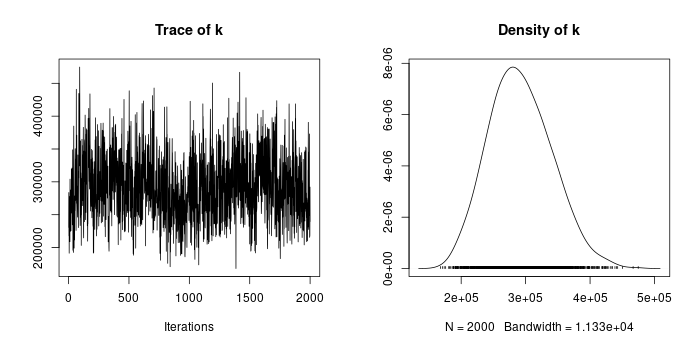 Trace of k
400000
300000
200000
0
500
1000
1500
2000
Iterations
Density of k
8e-06
6e-06
4e-06
2e-06
0e+00
2e+05
3e+05
4e+05
5e+05
N = 2000 Bandwidth = 1.133e+04